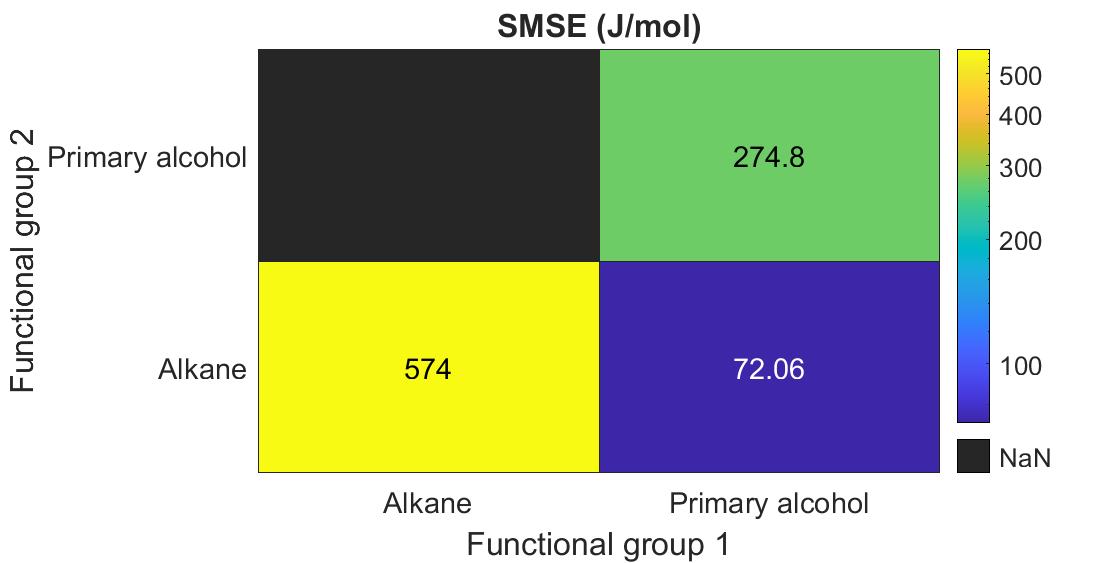 SMSE (J/mol)
Functional group 2
Primary alcohol
274.8
Alkane
574
72.06
Alkane
Primary alcohol
Functional group 1
500
400
300
200
100
NaN